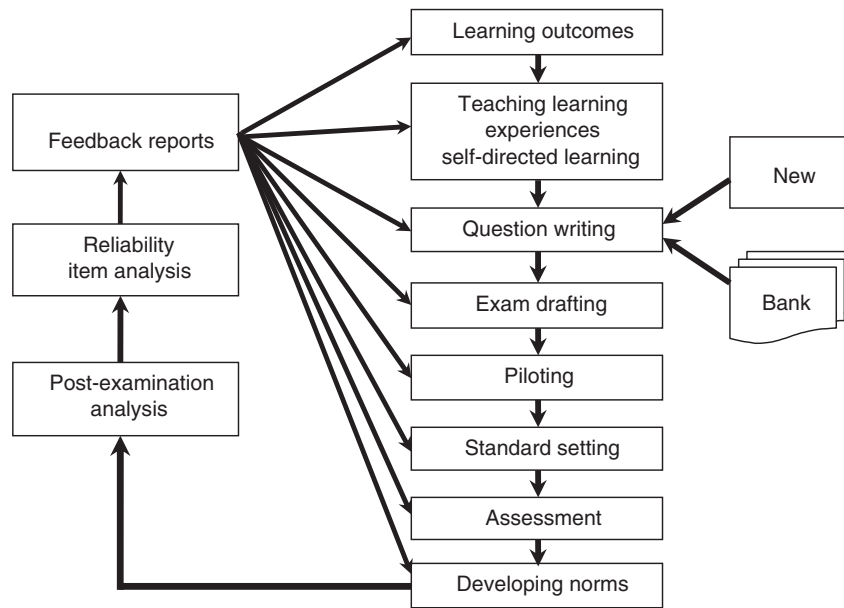 Learning outcomes
Teaching learning
experiences
self-directed learning
Feedback reports
New
Question writing
Reliability
item analysis
Exam drafting
Bank
Piloting
Post-examination
analysis
Standard setting
Assessment
Developing norms